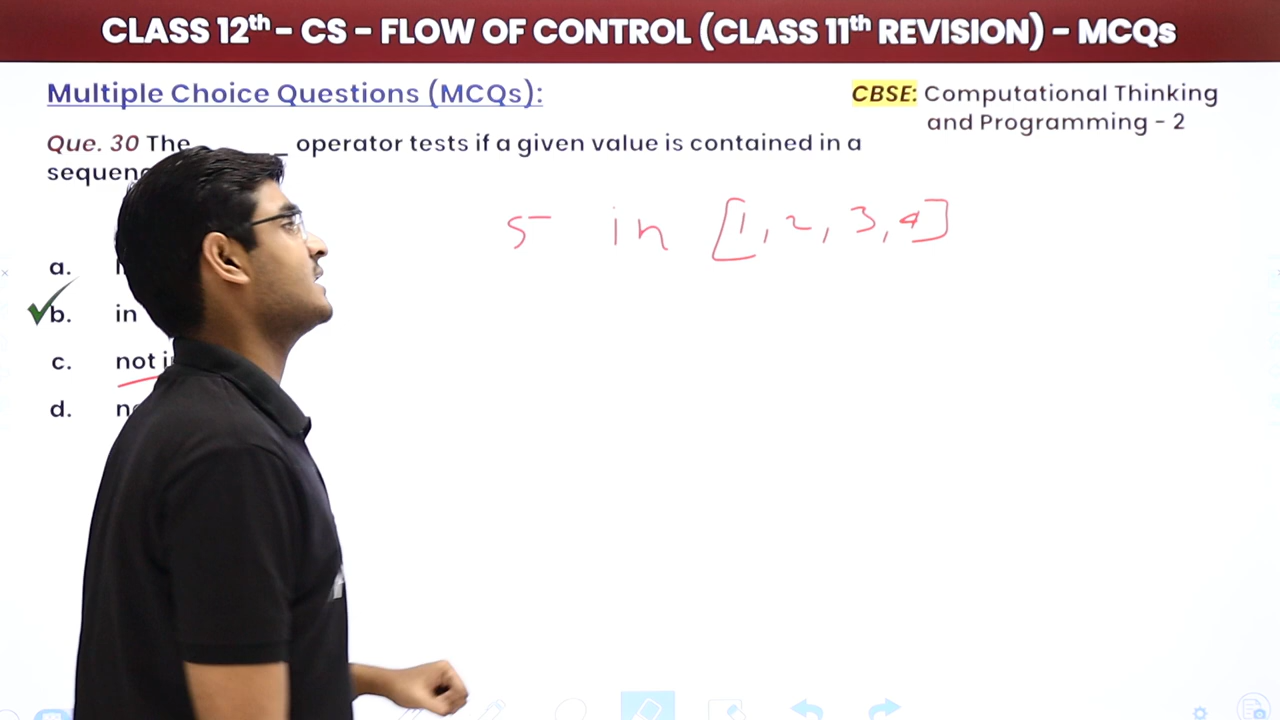 CLASS 12th - CS - FLOW OF CONTROL (CLASS 11th REVISION) - MCQs
Multiple Choice Questions (MCQs):
CBSE: Computational Thinking
and Programming - 2
Que. 30 The ______ operator tests if a given value is contained in a
5 in [1, 2, 3, 4]
a.
b. in
c. not
d.